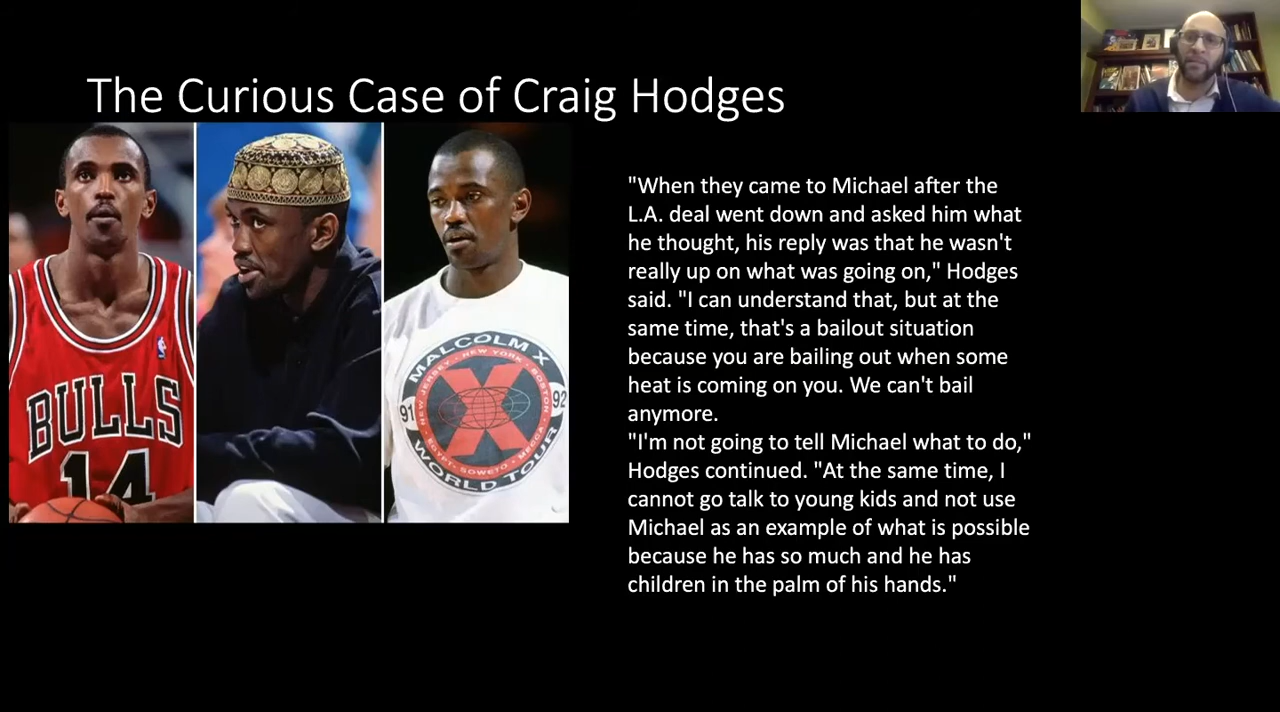 The Curious Case of Craig Hodges
BULLS
14
MALCOLM X
NEW JERSEY • NEW YORK • BOSTON
91
X
92
EGYPT • SOWETO • MECCA
WORLD TOUR
"When they came to Michael after the
L.A. deal went down and asked him what
he thought, his reply was that he wasn't
really up on what was going on," Hodges
said. "I can understand that, but at the
same time, that's a bailout situation
because you are bailing out when some
heat is coming on you. We can't bail
anymore.
"I'm not going to tell Michael what to do,"
Hodges continued. "At the same time, I
cannot go talk to young kids and not use
Michael as an example of what is possible
because he has so much and he has
children in the palm of his hands."